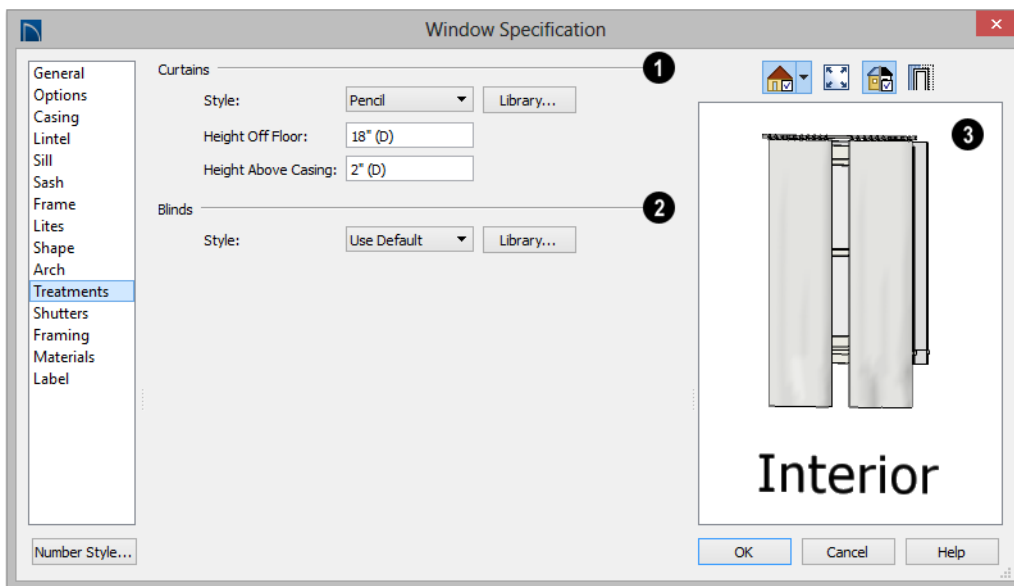 Window Specification
General
Options
Casing
Lintel
Sill
Sash
Frame
Lites
Shape
Arch
Treatments
Shutters
Framing
Materials
Label
Number Style...
Curtains 1
Style: Pencil Library...
Height Off Floor: 18" (D)
Height Above Casing: 2" (D)
Blinds 2
Style: Use Default Library...
3
Interior
OK Cancel Help